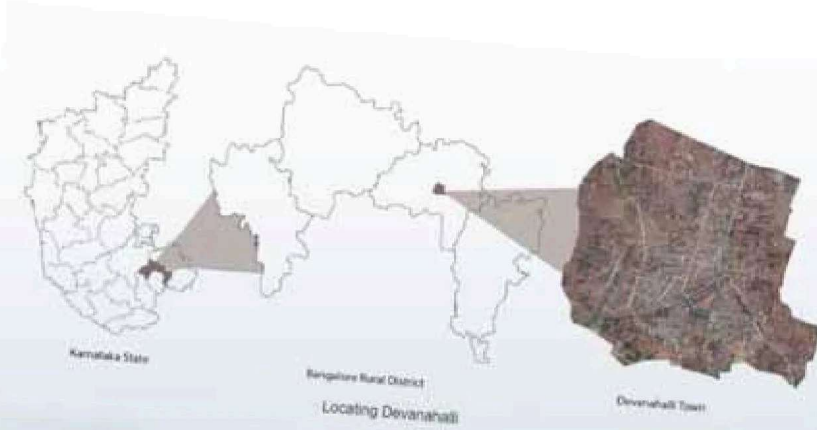 Karnataka State
Bangalore Rural District
Devanahalli Town
Locating Devanahalli